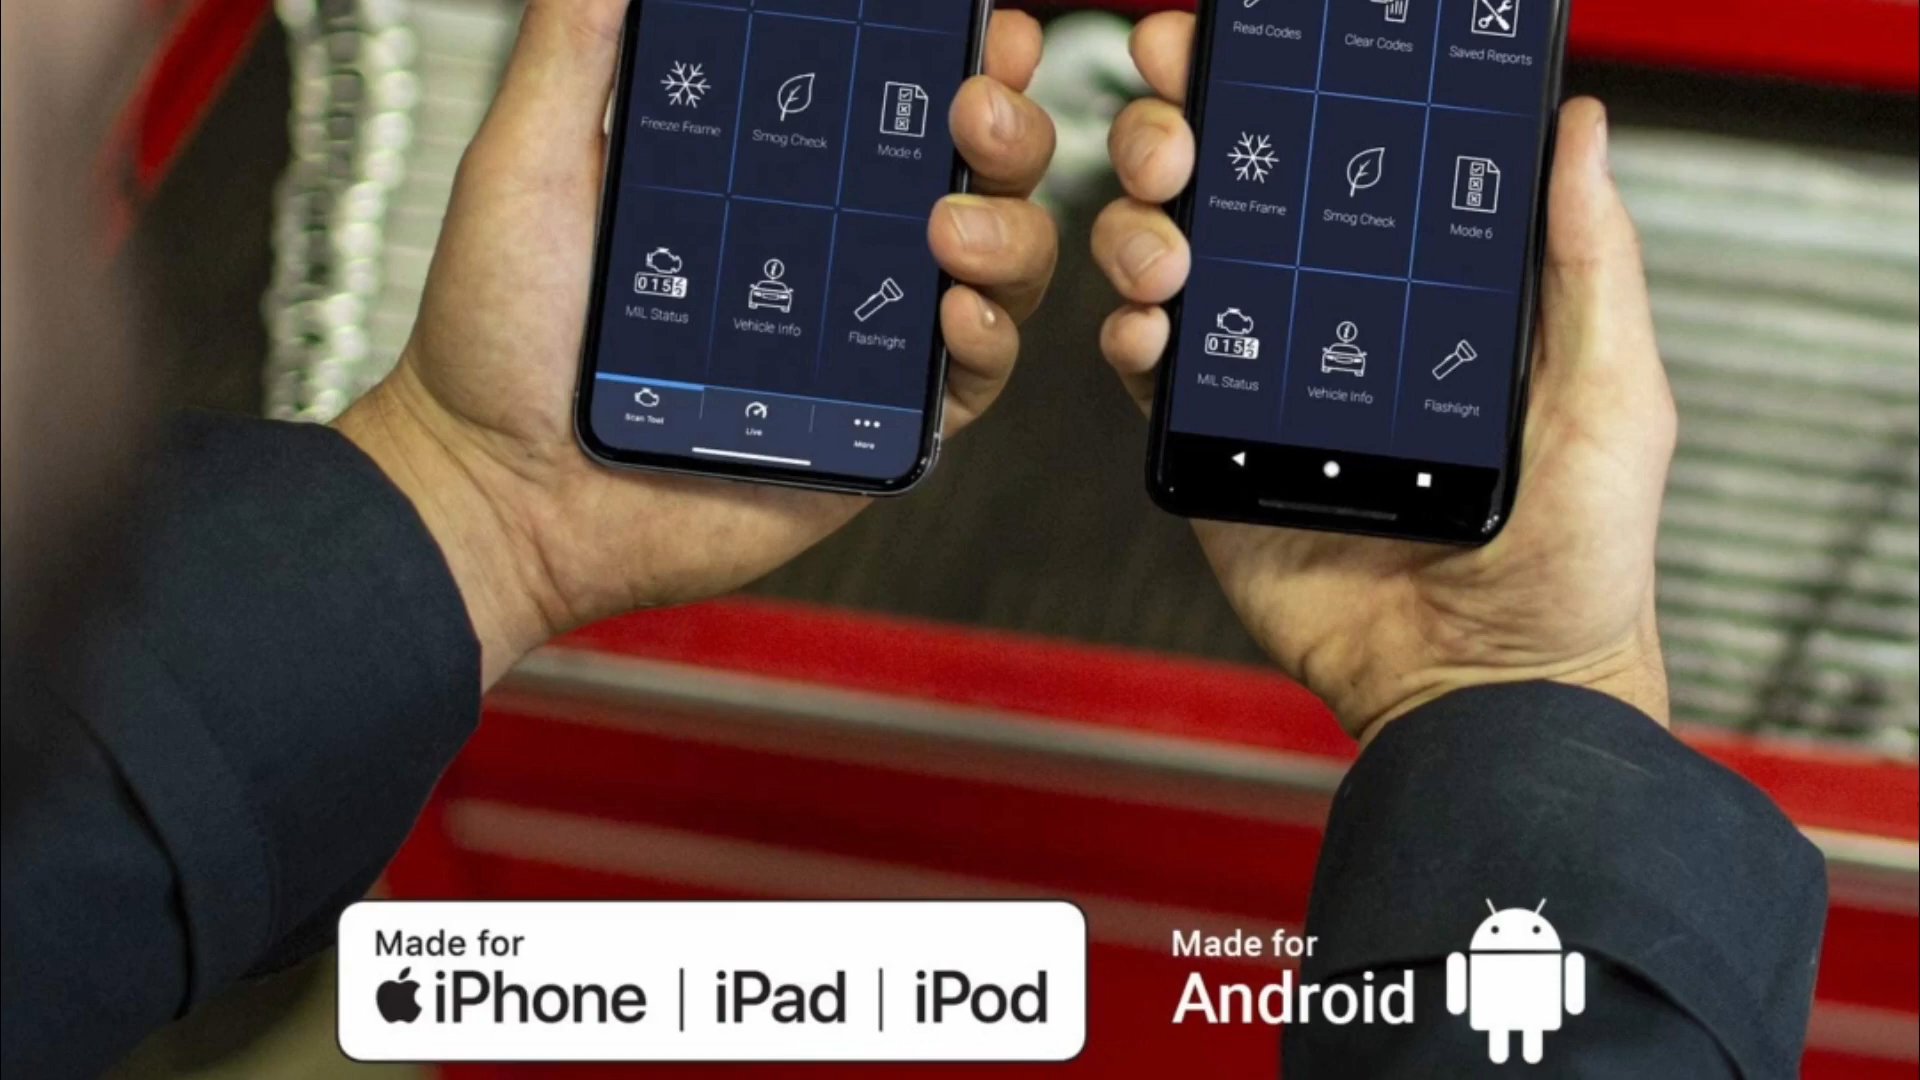 Freeze Frame
Smog Check
Mode 6
MIL Status
Vehicle Info
Flashlight
Scan Tool
Live
More
Read Codes
Clear Codes
Saved Reports
Freeze Frame
Smog Check
Mode 6
MIL Status
Vehicle Info
Flashlight
Made for
iPhone | iPad | iPod
Made for
Android